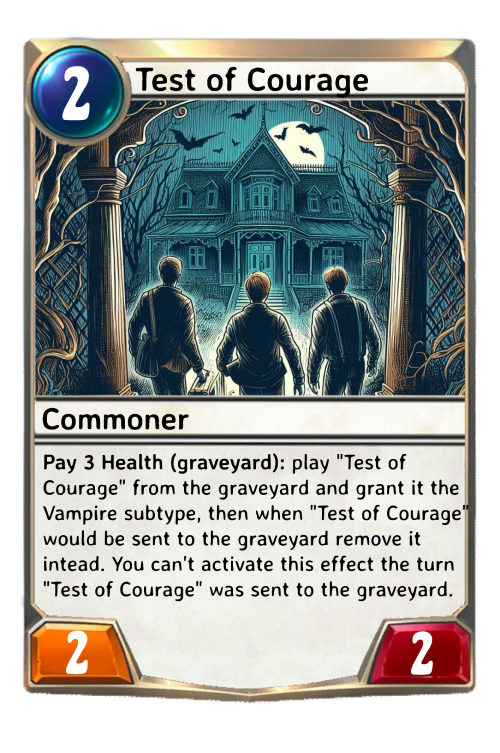 2
Test of Courage
Commoner
Pay 3 Health (graveyard): play "Test of
Courage" from the graveyard and grant it the
Vampire subtype, then when "Test of Courage"
would be sent to the graveyard remove it
intead. You can't activate this effect the turn
"Test of Courage" was sent to the graveyard.
2
2